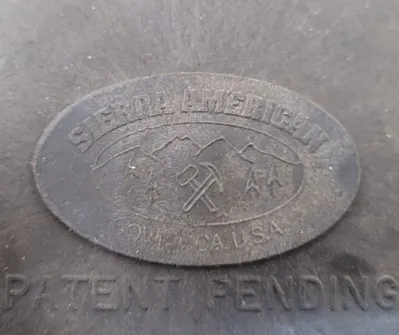 SIERRA AMERICAN
CA. U.S.A.
PATENT PENDING